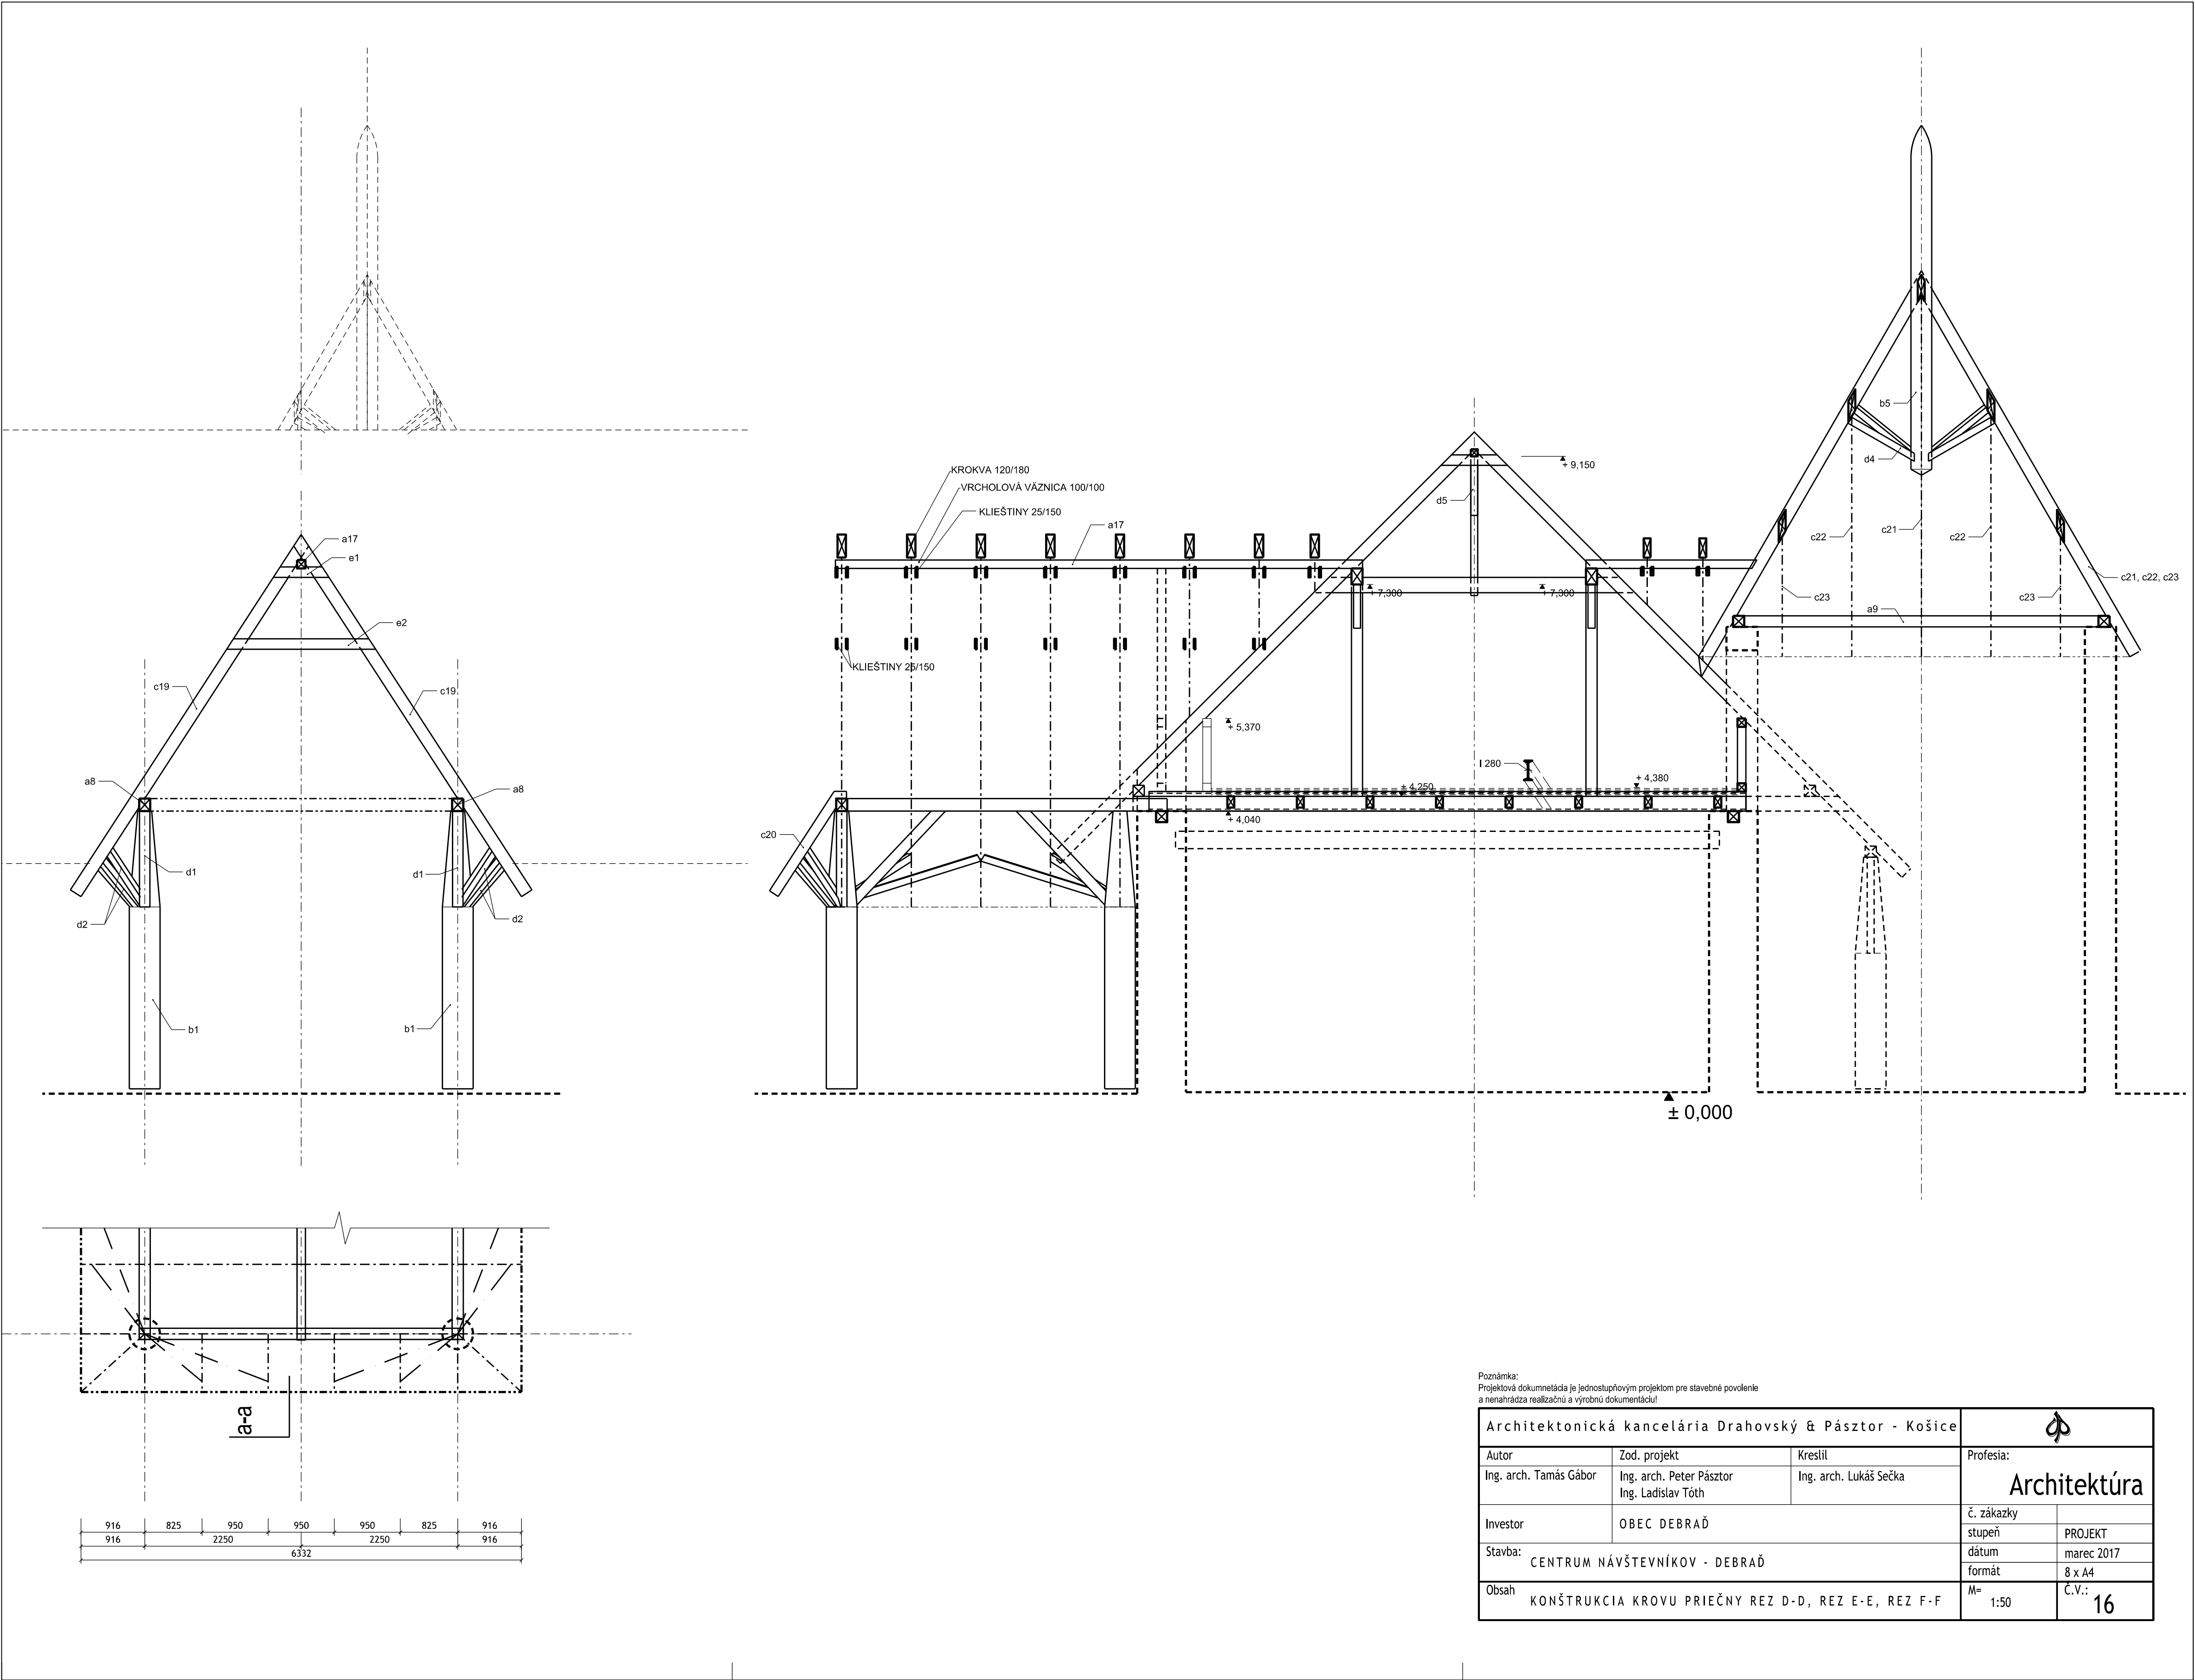 KROKVA 120/180
VRCHOLOVÁ VÄZNICA 100/100
KLIEŠTINY 25/150
a17
d5
+ 9,150
b5
d4
c22
c21
c22
c21, c22, c23
c23
c23
a9
+ 7,300
+ 7,300
KLIEŠTINY 25/150
+ 5,370
I 280
+ 4,380
± 4,250
+ 4,040
c20
± 0,000
a17
e1
e2
c19
c19
a8
a8
d1
d1
d2
d2
b1
b1
a-a
916 825 950 950 950 825 916
916 2250 2250 916
6332
Poznámka:
Projektová dokumnetácia je jednostupňovým projektom pre stavebné povolenie
a nenahrádza realizačnú a výrobnú dokumentáciu!
Architektonická kancelária Drahovský & Pásztor - Košice
Autor Zod. projekt Kreslil Profesia:
Ing. arch. Tamás Gábor Ing. arch. Peter Pásztor Ing. arch. Lukáš Sečka
Ing. Ladislav Tóth
Architektúra
Investor OBEC DEBRAĎ
č. zákazky
stupeň PROJEKT
Stavba: CENTRUM NÁVŠTEVNÍKOV - DEBRAĎ
dátum marec 2017
formát 8 x A4
Obsah KONŠTRUKCIA KROVU PRIEČNY REZ D-D, REZ E-E, REZ F-F
M= 1:50
Č.V.: 16